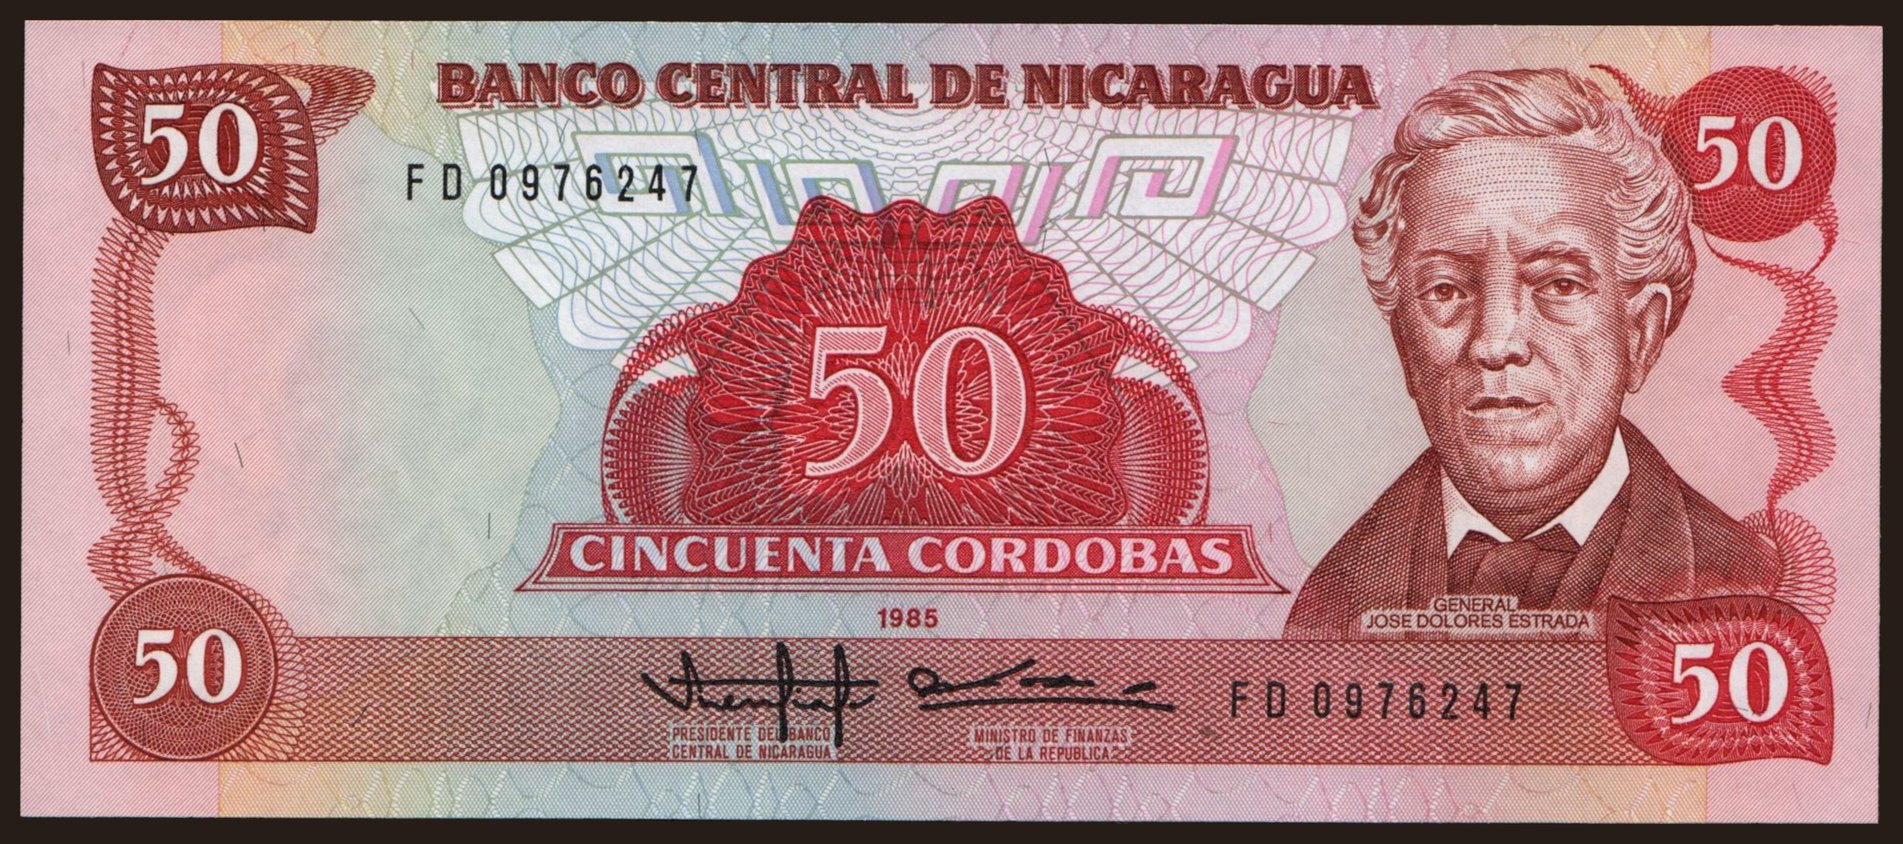 BANCO CENTRAL DE NICARAGUA
50
50
FD 0976247
50
CINCUENTA CORDOBAS
1985
GENERAL
JOSE DOLORES ESTRADA
50
50
FD 0976247
PRESIDENTE DEL BANCO
CENTRAL DE NICARAGUA
MINISTRO DE FINANZAS
DE LA REPUBLICA